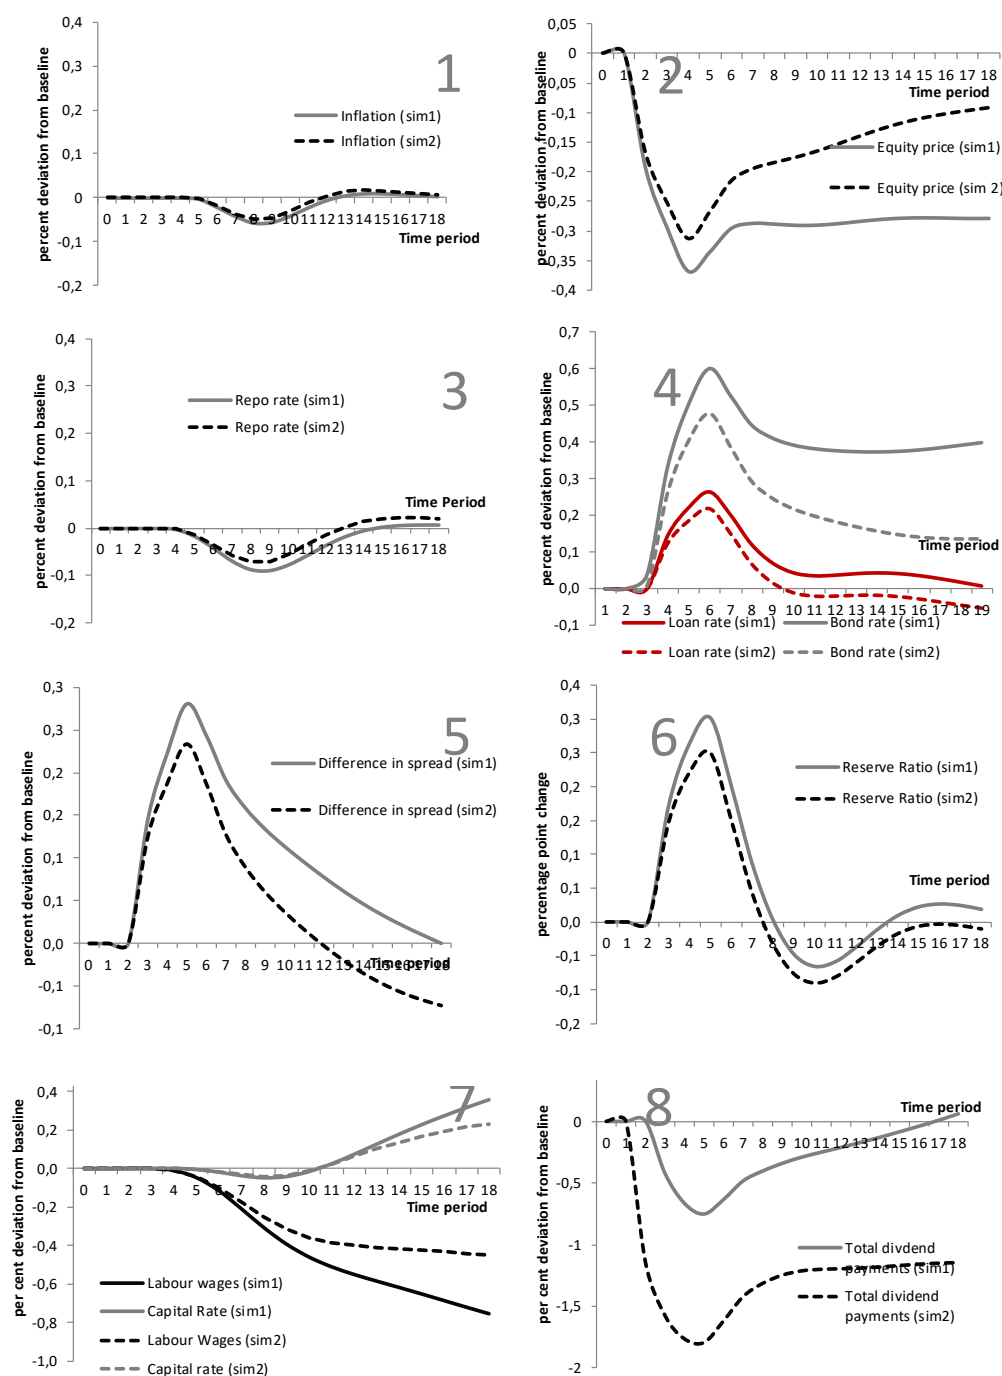 0,4
0,3
0,2
0,1
0
-0,1
-0,2
percent deviation from baseline
1
Inflation (sim1)
Inflation (sim2)
0 1 2 3 4 5 6 7 8 9 10 11 12 13 14 15 16 17 18
Time period
0,05
0
-0,05
-0,1
-0,15
-0,2
-0,25
-0,3
-0,35
-0,4
percent deviation from baseline
2
0 1 2 3 4 5 6 7 8 9 10 11 12 13 14 15 16 17 18
Time period
Equity price (sim1)
Equity price (sim 2)
0,4
0,3
0,2
0,1
0
-0,1
-0,2
percent deviation from baseline
3
Repo rate (sim1)
Repo rate (sim2)
Time Period
0 1 2 3 4 5 6 7 8 9 10 11 12 13 14 15 16 17 18
0,7
0,6
0,5
0,4
0,3
0,2
0,1
0,0
-0,1
percent deviation from baseline
4
Time period
1 2 3 4 5 6 7 8 9 10 11 12 13 14 15 16 17 18 19
Loan rate (sim1)
Bond rate (sim1)
Loan rate (sim2)
Bond rate (sim2)
0,3
0,3
0,2
0,2
0,1
0,1
0,0
-0,1
-0,1
percent deviation from baseline
5
Difference in spread (sim1)
Difference in spread (sim2)
Time period
0 1 2 3 4 5 6 7 8 9 10 11 12 13 14 15 16 17 18
0,4
0,3
0,3
0,2
0,2
0,1
0,1
0,0
-0,1
-0,1
-0,2
percentage point change
6
Reserve Ratio (sim1)
Reserve Ratio (sim2)
Time period
0 1 2 3 4 5 6 7 8 9 10 11 12 13 14 15 16 17 18
0,4
0,2
0,0
-0,2
-0,4
-0,6
-0,8
-1,0
per cent deviation from baseline
7
0 1 2 3 4 5 6 7 8 9 10 11 12 13 14 15 16 17 18
Time period
Labour wages (sim1)
Capital Rate (sim1)
Labour Wages (sim2)
Capital rate (sim2)
0
-0,5
-1
-1,5
-2
per cent deviation from baseline
8
Time period
0 1 2 3 4 5 6 7 8 9 10 11 12 13 14 15 16 17 18
Total divdend
payments (sim1)
Total dividend
payments (sim2)